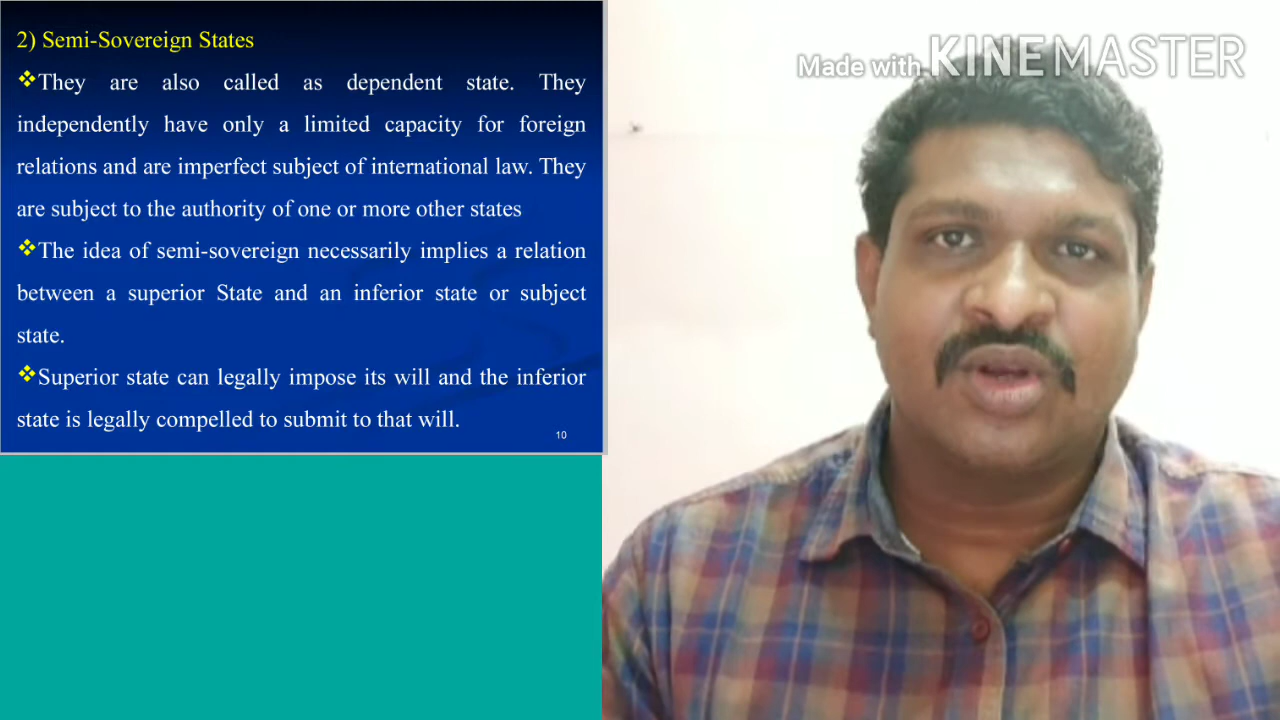 2) Semi-Sovereign States
❖They are also called as dependent state. They
independently have only a limited capacity for foreign
relations and are imperfect subject of international law. They
are subject to the authority of one or more other states
❖The idea of semi-sovereign necessarily implies a relation
between a superior State and an inferior state or subject
state.
❖Superior state can legally impose its will and the inferior
state is legally compelled to submit to that will.
10
Made with KINEMASTER